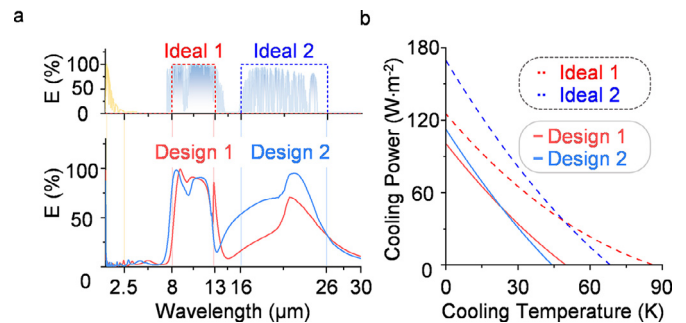 a
Ideal 1
Ideal 2
E (%)
100
50
0
Design 1
Design 2
E (%)
100
50
0
2.5
8
13
16
26
30
Wavelength (μm)
b
Cooling Power (W·m⁻²)
180
120
60
0
Ideal 1
Ideal 2
Design 1
Design 2
0
30
60
90
Cooling Temperature (K)